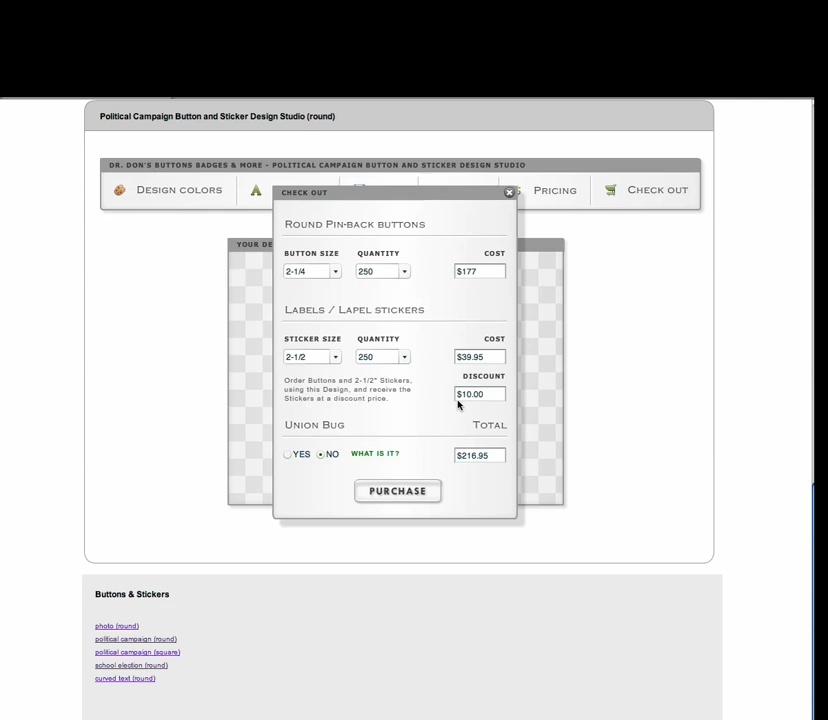 Political Campaign Button and Sticker Design Studio (round)
DR. DON'S BUTTONS BADGES & MORE - POLITICAL CAMPAIGN BUTTON AND STICKER DESIGN STUDIO
DESIGN COLORS
PRICING
CHECK OUT
CHECK OUT
YOUR DE
ROUND PIN-BACK BUTTONS
BUTTON SIZE QUANTITY COST
2-1/4 250 $177
LABELS / LAPEL STICKERS
STICKER SIZE QUANTITY COST
2-1/2 250 $39.95
DISCOUNT
Order Buttons and 2-1/2" Stickers,
using this Design, and receive the
Stickers at a discount price.
$10.00
UNION BUG TOTAL
YES NO WHAT IS IT? $216.95
PURCHASE
Buttons & Stickers
photo (round)
political campaign (round)
political campaign (square)
school election (round)
curved text (round)